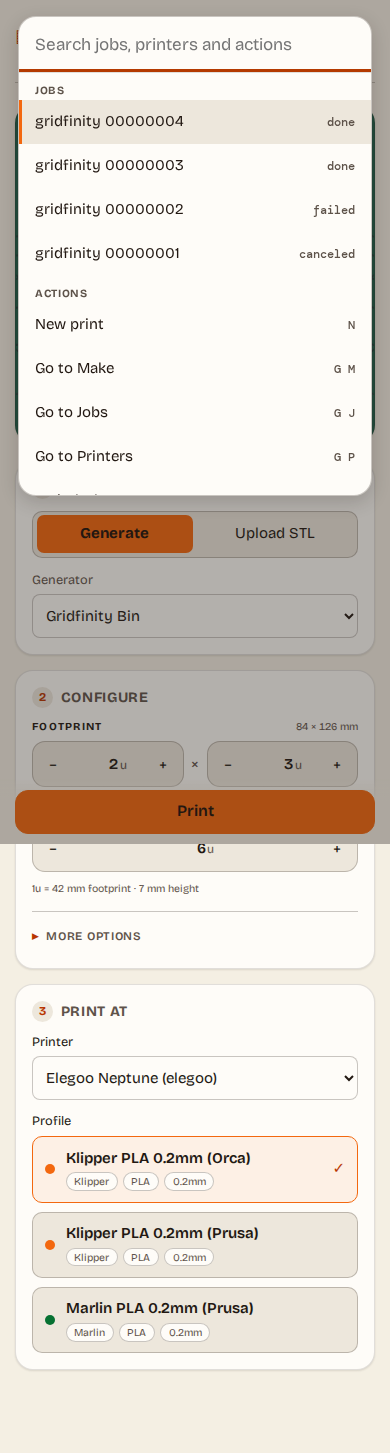 Search jobs, printers and actions
JOBS
gridfinity 00000004 done
gridfinity 00000003 done
gridfinity 00000002 failed
gridfinity 00000001 canceled
ACTIONS
New print N
Go to Make G M
Go to Jobs G J
Go to Printers G P
Generate Upload STL
Generator
Gridfinity Bin
2 CONFIGURE
FOOTPRINT 84 × 126 mm
− 2u + × − 3u +
Print
− 6u +
1u = 42 mm footprint · 7 mm height
▸ MORE OPTIONS
3 PRINT AT
Printer
Elegoo Neptune (elegoo)
Profile
Klipper PLA 0.2mm (Orca) ✓
Klipper PLA 0.2mm
Klipper PLA 0.2mm (Prusa)
Klipper PLA 0.2mm
Marlin PLA 0.2mm (Prusa)
Marlin PLA 0.2mm